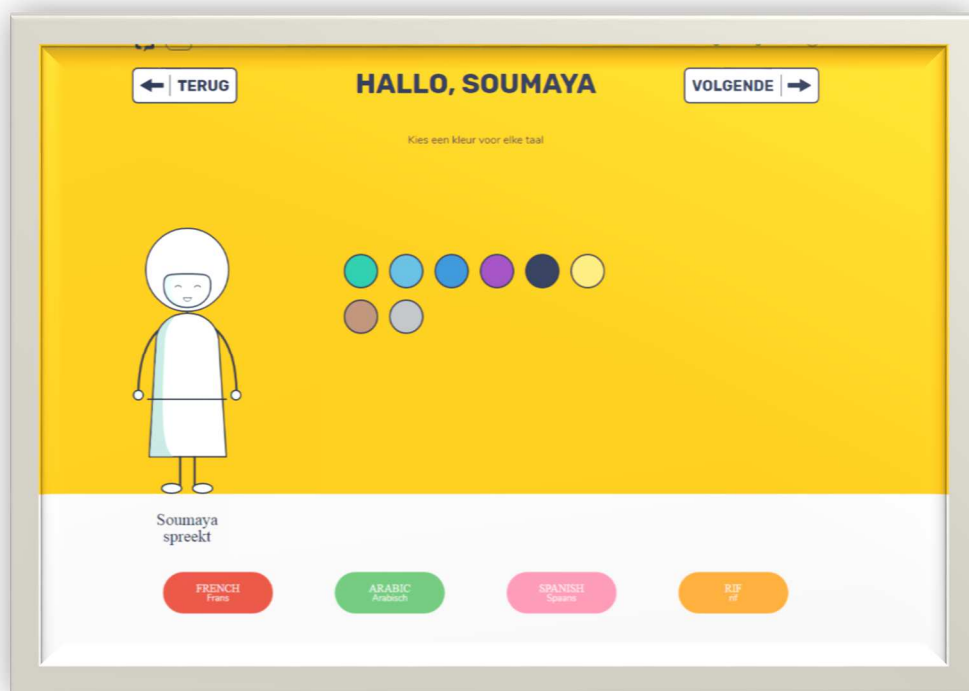 TERUG
HALLO, SOUMAYA
VOLGENDE
Kies een kleur voor elke taal
Soumaya
spreekt
FRENCH
Frans
ARABIC
Arabisch
SPANISH
Spaans
RIF
rif